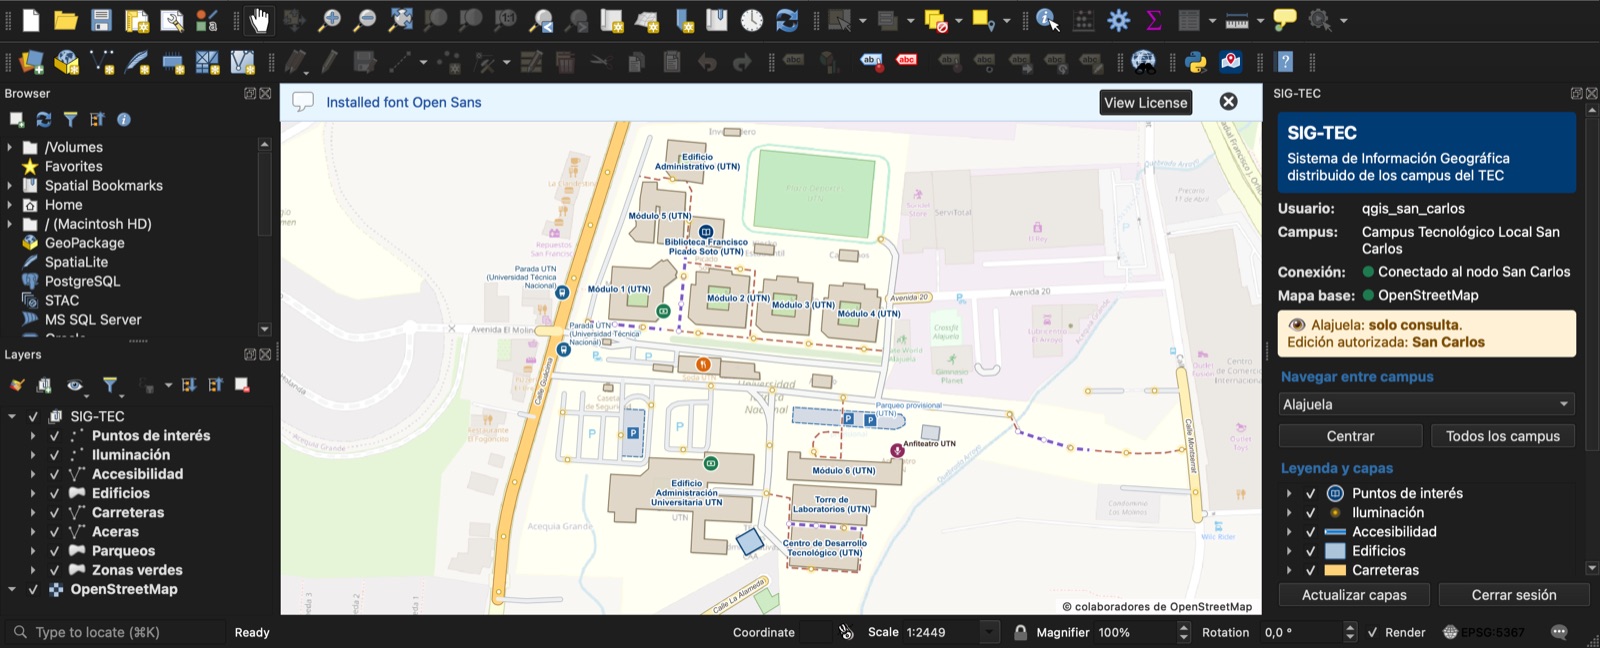 Browser
/Volumes
Favorites
Spatial Bookmarks
Home
/ (Macintosh HD)
GeoPackage
SpatiaLite
PostgreSQL
STAC
MS SQL Server
Layers
SIG-TEC
Puntos de interés
Iluminación
Accesibilidad
Edificios
Carreteras
Aceras
Parqueos
Zonas verdes
OpenStreetMap
Installed font Open Sans
View License
Edificio
Administrativo (UTN)
Módulo 5 (UTN)
Biblioteca Francisco
Picado Soto (UTN)
Parada UTN
(Universidad Técnica
Nacional)
Módulo 1 (UTN)
Módulo 2 (UTN)
Módulo 3 (UTN)
Módulo 4 (UTN)
Avenida 20
Avenida 20
Avenida El Molino
Parada UTN
(Universidad Técnica
Nacional)
Universidad
Parqueo provisional
(UTN)
Anfiteatro UTN
Módulo 6 (UTN)
Edificio
Administración
Universitaria UTN
UTN
Torre de
Laboratorios (UTN)
Centro de Desarrollo
Tecnológico (UTN)
Acequia Grande
Calle La Alameda
Calle Montserrat
© colaboradores de OpenStreetMap
SIG-TEC
SIG-TEC
Sistema de Información Geográfica
distribuido de los campus del TEC
Usuario: qgis_san_carlos
Campus: Campus Tecnológico Local San
Carlos
Conexión: Conectado al nodo San Carlos
Mapa base: OpenStreetMap
Alajuela: solo consulta.
Edición autorizada: San Carlos
Navegar entre campus
Alajuela
Centrar
Todos los campus
Leyenda y capas
Puntos de interés
Iluminación
Accesibilidad
Edificios
Carreteras
Actualizar capas
Cerrar sesión
Type to locate (⌘K)
Ready
Coordinate
Scale 1:2449
Magnifier 100%
Rotation 0,0 °
Render
EPSG:5367